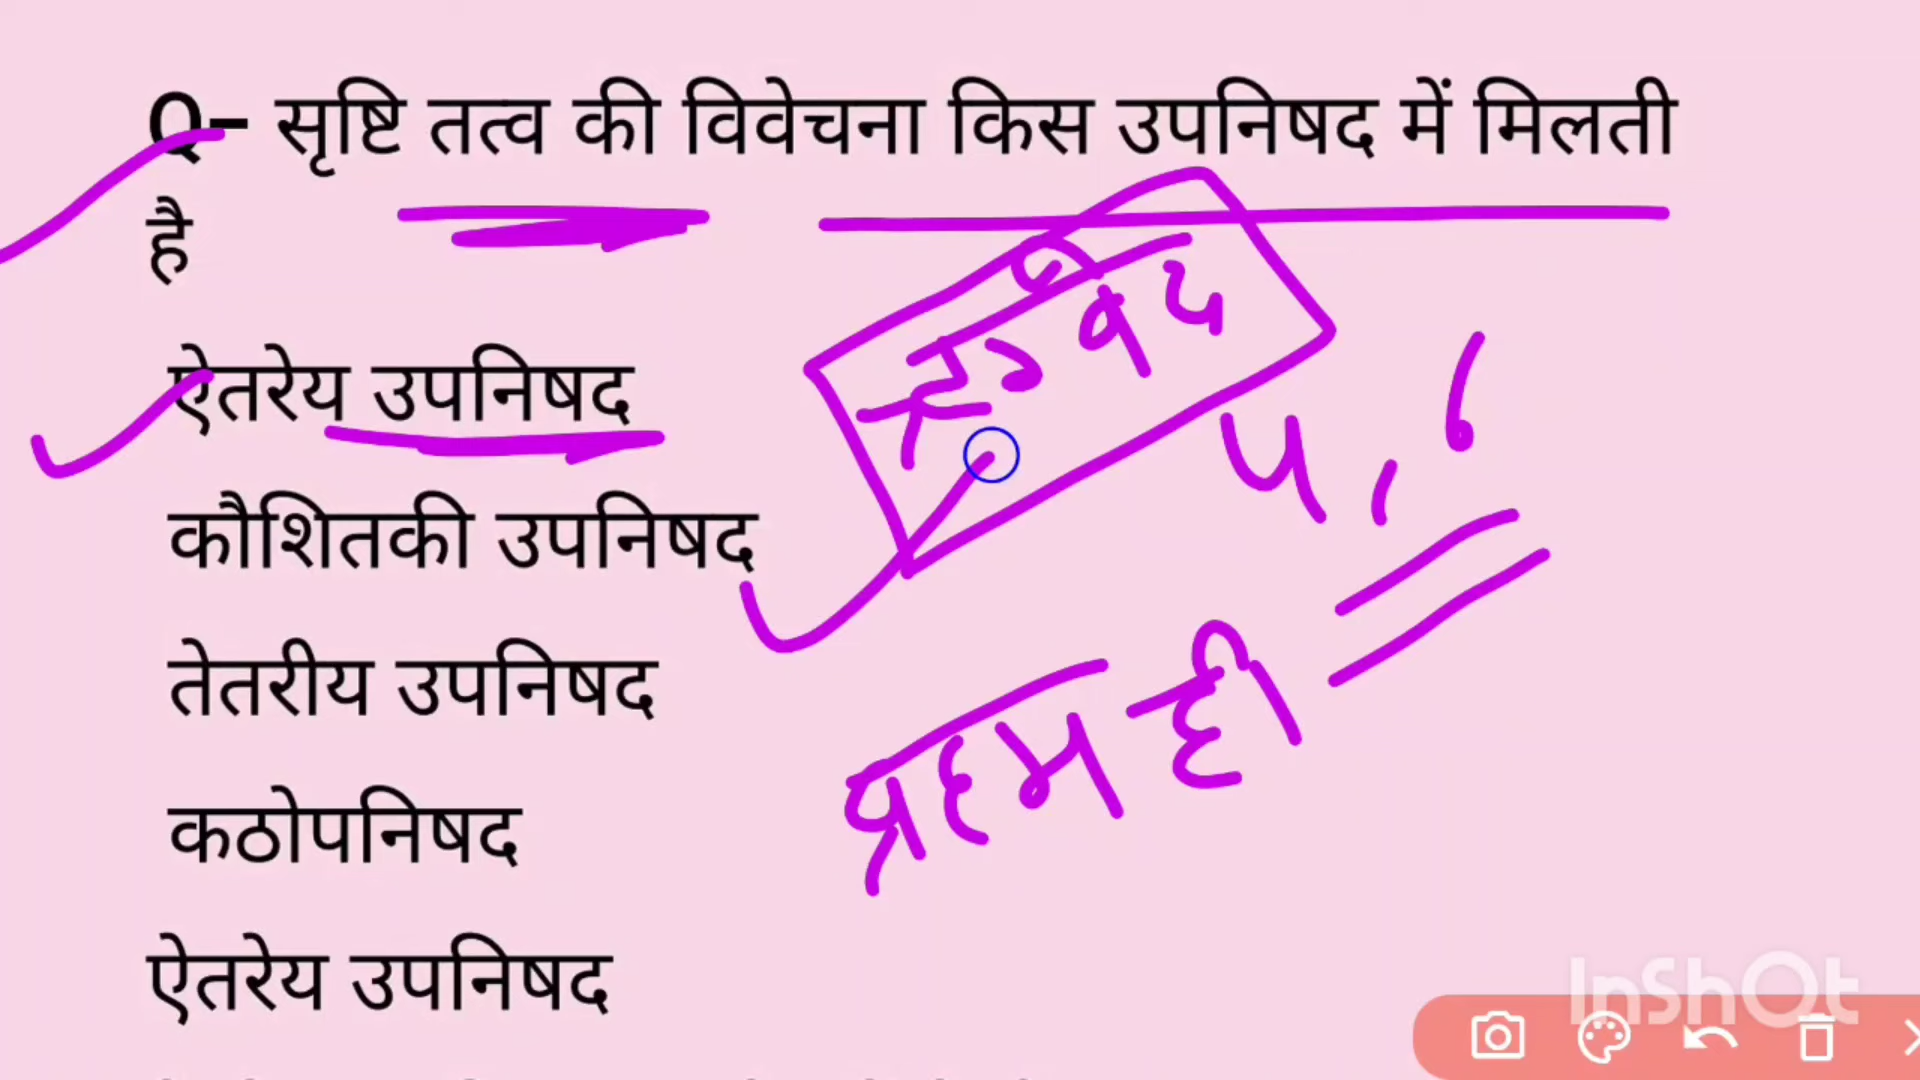 Q– सृष्टि तत्व की विवेचना किस उपनिषद में मिलती
है
ऐतरेय उपनिषद
कौशितकी उपनिषद
तेतरीय उपनिषद
कठोपनिषद
ऐतरेय उपनिषद
ऋग्वेद
ब्रह्म ही
InShOt